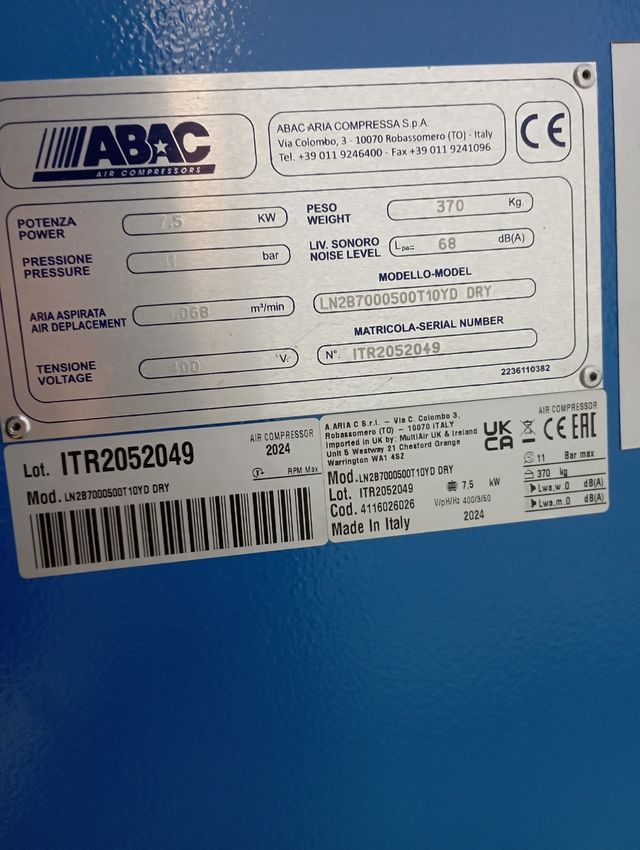 ABAC
AIR COMPRESSORS
ABAC ARIA COMPRESSA S.p.A.
Via Colombo, 3 - 10070 Robassomero (TO) - Italy
Tel. +39 011 9246400 - Fax +39 011 9241096
CE
POTENZA
POWER
7.5 KW
PRESSIONE
PRESSURE
11 bar
ARIA ASPIRATA
AIR DEPLACEMENT
1.068 m³/min
TENSIONE
VOLTAGE
400 V.
PESO
WEIGHT
370 Kg.
LIV. SONORO
NOISE LEVEL
Lpa= 68 dB(A)
MODELLO-MODEL
LN2B7000500T10YD DRY
MATRICOLA-SERIAL NUMBER
N°. ITR2052049
2236110382
Lot. ITR2052049
AIR COMPRESSOR
2024
RPM Max
Mod. LN2B7000500T10YD DRY
A.ARIA C S.r.l. - Via C. Colombo 3,
Robassomero (TO) - 10070 ITALY
Imported in UK by: MultiAir UK & Ireland
Unit 5 Westway 21 Chesford Grange
Warrington WA1 4SZ
Mod. LN2B7000500T10YD DRY
Lot. ITR2052049
7.5 kW
Cod. 4116026026
V/pH/Hz 400/3/50
Made In Italy
2024
AIR COMPRESSOR
UK
CA
CE EAC
11 Bar max
370 kg
Lwa,w.0 dB(A)
Lwa,m.0 dB(A)